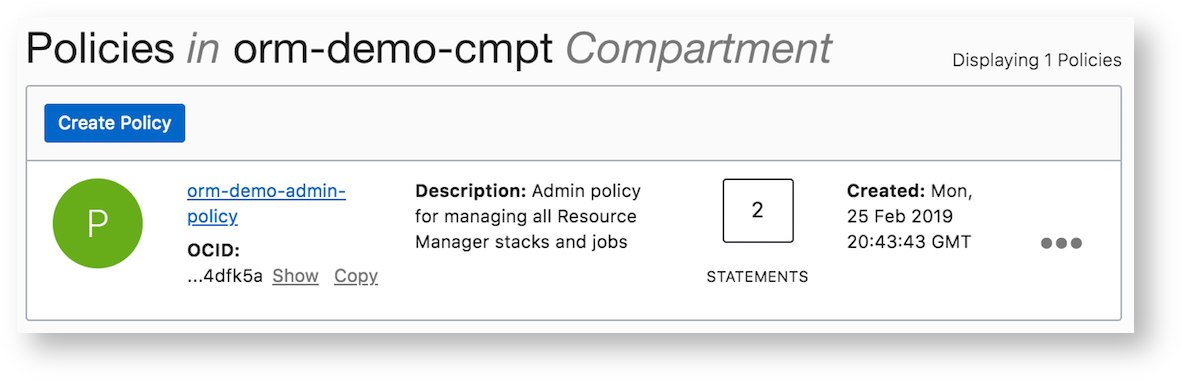 Policies in orm-demo-cmpt Compartment
Displaying 1 Policies
Create Policy
P
orm-demo-admin-
policy
OCID:
...4dfk5a Show Copy
Description: Admin policy
for managing all Resource
Manager stacks and jobs
2
STATEMENTS
Created: Mon,
25 Feb 2019
20:43:43 GMT